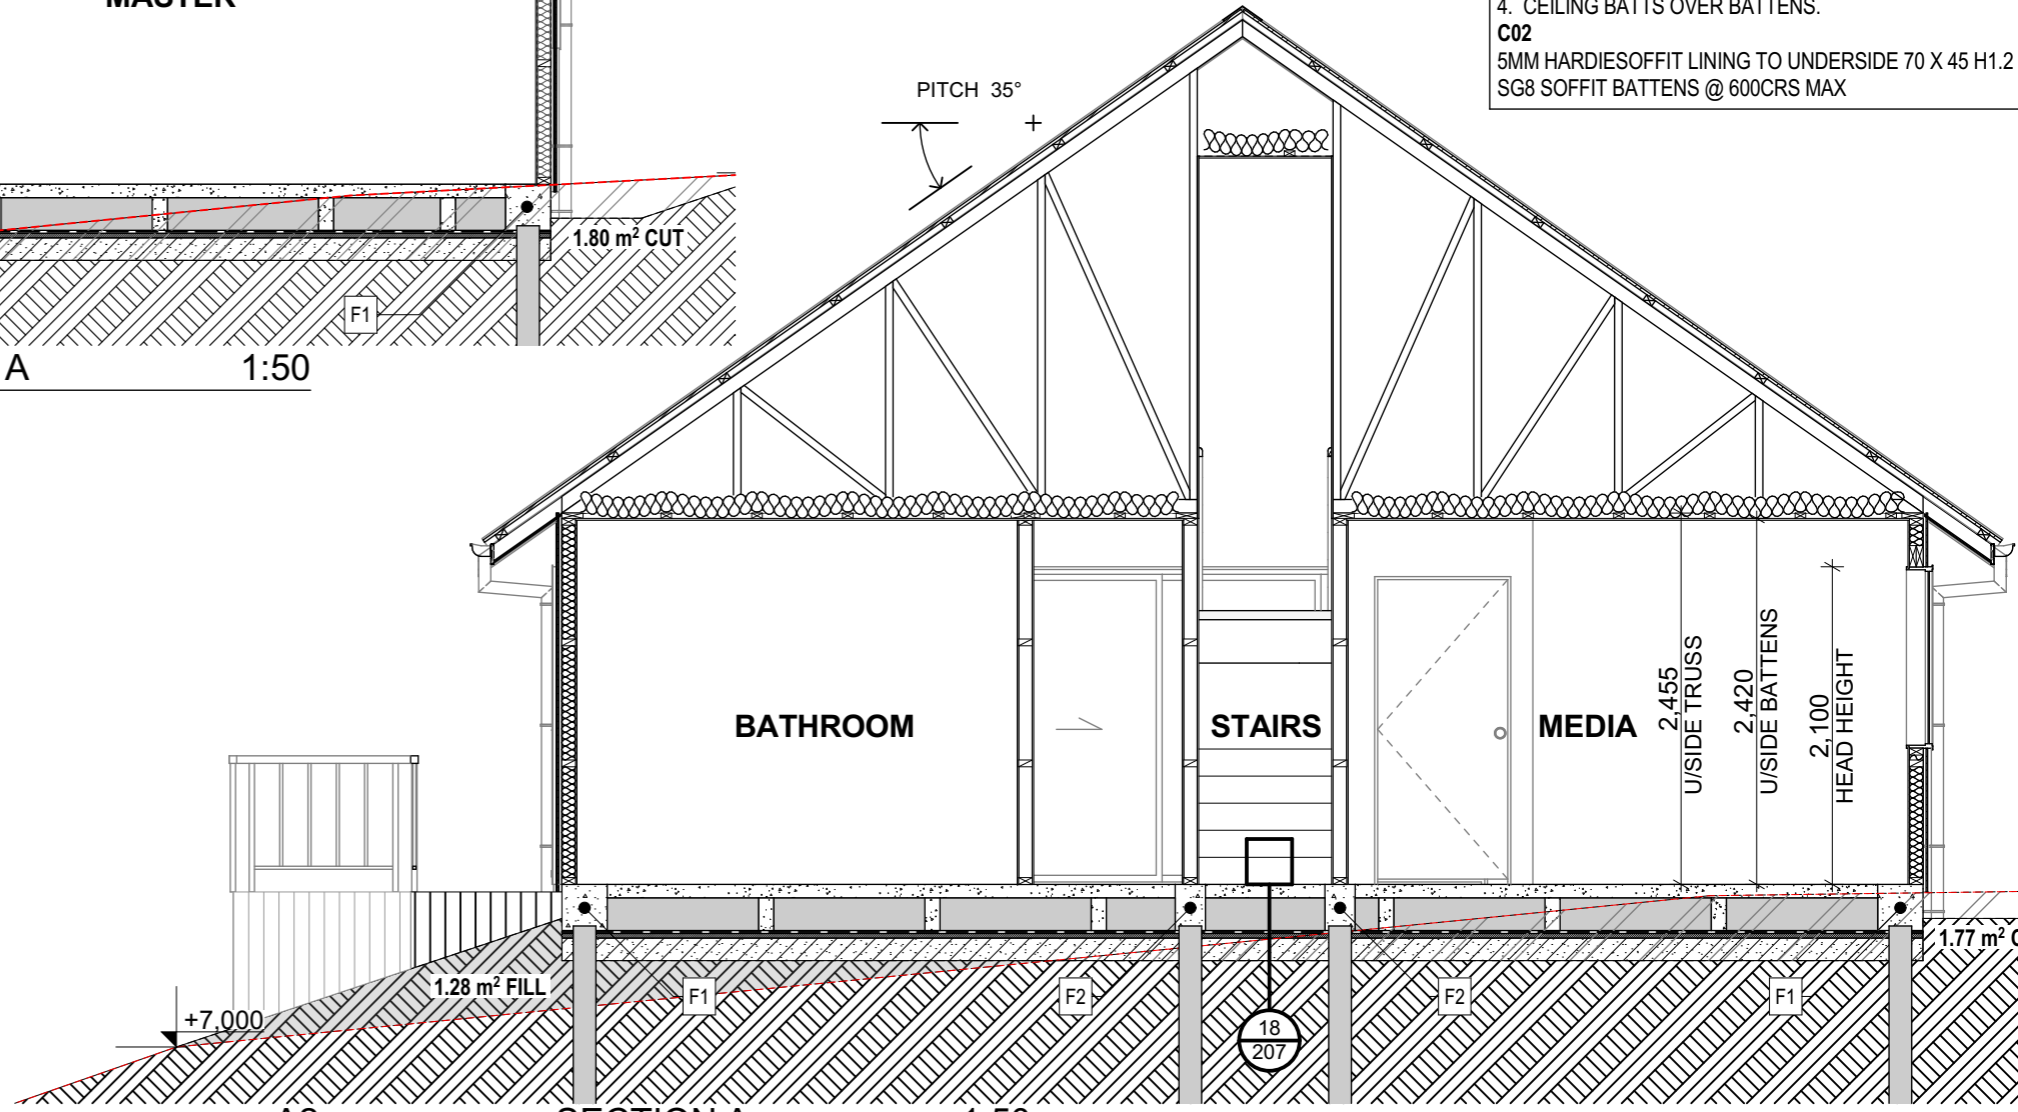 MASTER
4. CEILING BATTS OVER BATTENS.
C02
5MM HARDIESOFFIT LINING TO UNDERSIDE 70 X 45 H1.2
SG8 SOFFIT BATTENS @ 600CRS MAX
PITCH 35°
1.80 m² CUT
F1
A 1:50
BATHROOM
STAIRS
MEDIA
2,455
U/SIDE TRUSS
2,420
U/SIDE BATTENS
2,100
HEAD HEIGHT
1.77 m²
1.28 m² FILL
F1
F2
F2
F1
+7,000
18
207
SECTION A
1:50